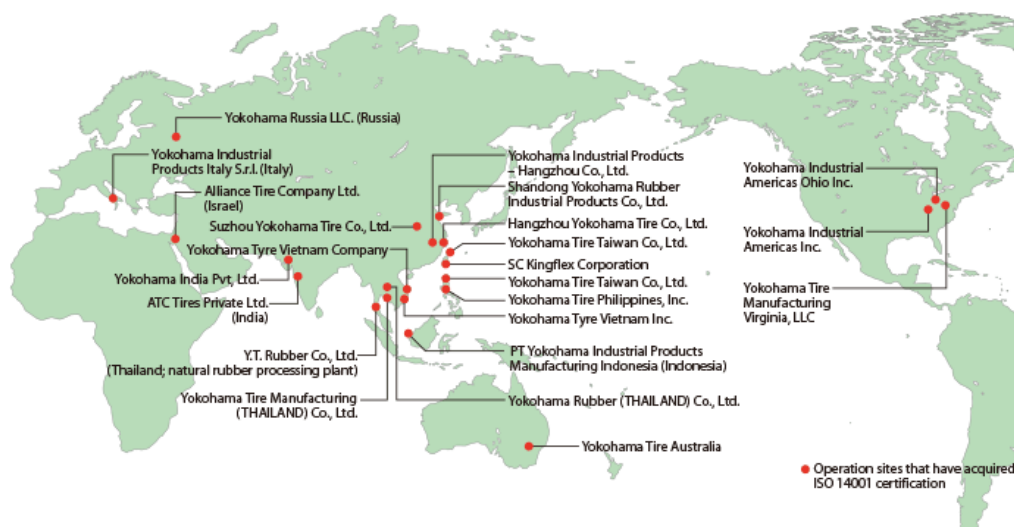 Yokohama Russia LLC. (Russia)
Yokohama Industrial
Products Italy S.r.l. (Italy)
Alliance Tire Company Ltd.
(Israel)
Suzhou Yokohama Tire Co., Ltd.
Yokohama Tyre Vietnam Company
Yokohama India Pvt, Ltd.
ATC Tires Private Ltd.
(India)
Y.T. Rubber Co., Ltd.
(Thailand; natural rubber processing plant)
Yokohama Tire Manufacturing
(THAILAND) Co., Ltd.
Yokohama Industrial Products
– Hangzhou Co., Ltd.
Shandong Yokohama Rubber
Industrial Products Co., Ltd.
Hangzhou Yokohama Tire Co., Ltd.
Yokohama Tire Taiwan Co., Ltd.
SC Kingflex Corporation
Yokohama Tire Taiwan Co., Ltd.
Yokohama Tire Philippines, Inc.
Yokohama Tyre Vietnam Inc.
PT Yokohama Industrial Products
Manufacturing Indonesia (Indonesia)
Yokohama Rubber (THAILAND) Co., Ltd.
Yokohama Tire Australia
Yokohama Industrial
Americas Ohio Inc.
Yokohama Industrial
Americas Inc.
Yokohama Tire
Manufacturing
Virginia, LLC
Operation sites that have acquired
ISO 14001 certification